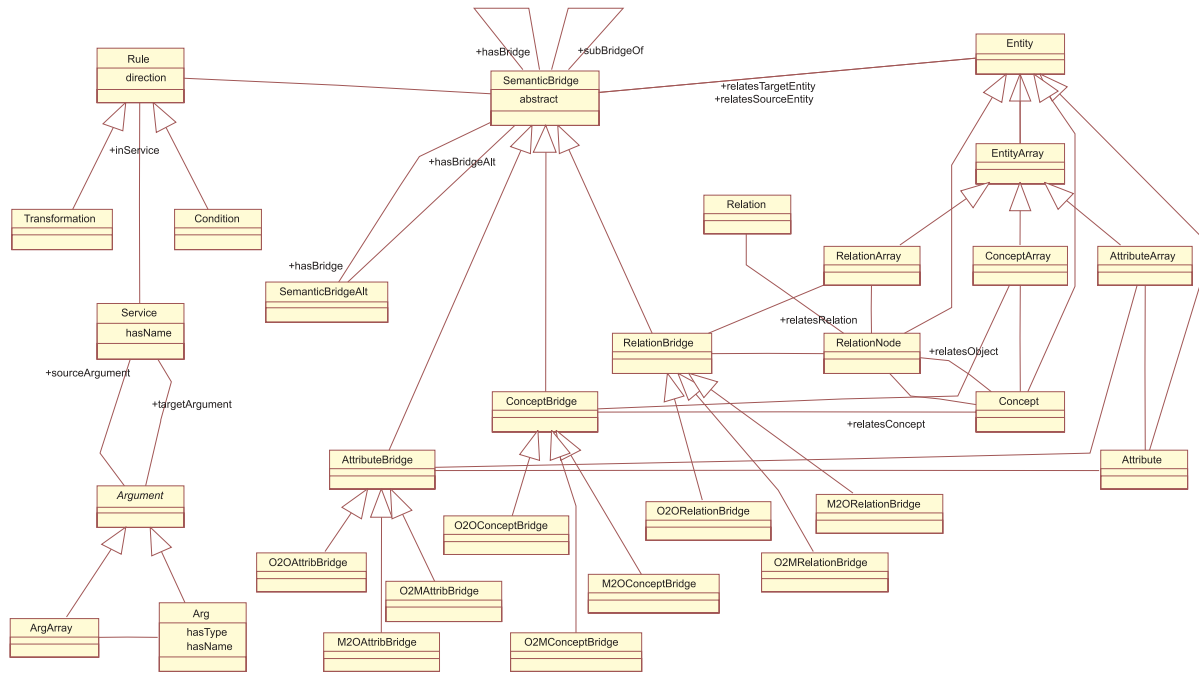 +hasBridge
+subBridgeOf
Entity
Rule
direction
SemanticBridge
abstract
+relatesTargetEntity
+relatesSourceEntity
+inService
+hasBridgeAlt
EntityArray
Transformation
Condition
Relation
RelationArray
ConceptArray
AttributeArray
+hasBridge
SemanticBridgeAlt
Service
hasName
+relatesRelation
RelationBridge
RelationNode
+relatesObject
+sourceArgument
+targetArgument
ConceptBridge
Concept
+relatesConcept
AttributeBridge
Attribute
Argument
O2OConceptBridge
O2ORelationBridge
M2ORelationBridge
O2OAttribBridge
O2MRelationBridge
O2MAttribBridge
M2OConceptBridge
ArgArray
Arg
hasType
hasName
M2OAttribBridge
O2MConceptBridge